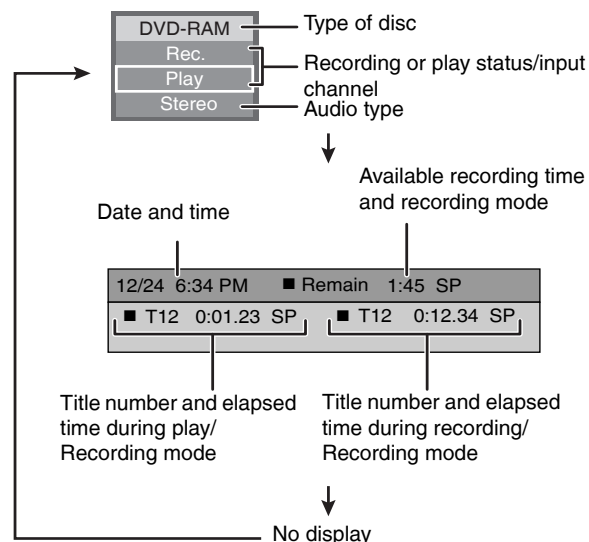 DVD-RAM
Type of disc
Rec.
Play
Recording or play status/input
channel
Stereo
Audio type
Available recording time
and recording mode
Date and time
12/24 6:34 PM ■ Remain 1:45 SP
■ T12 0:01.23 SP ■ T12 0:12.34 SP
Title number and elapsed
time during play/
Recording mode
Title number and elapsed
time during recording/
Recording mode
No display